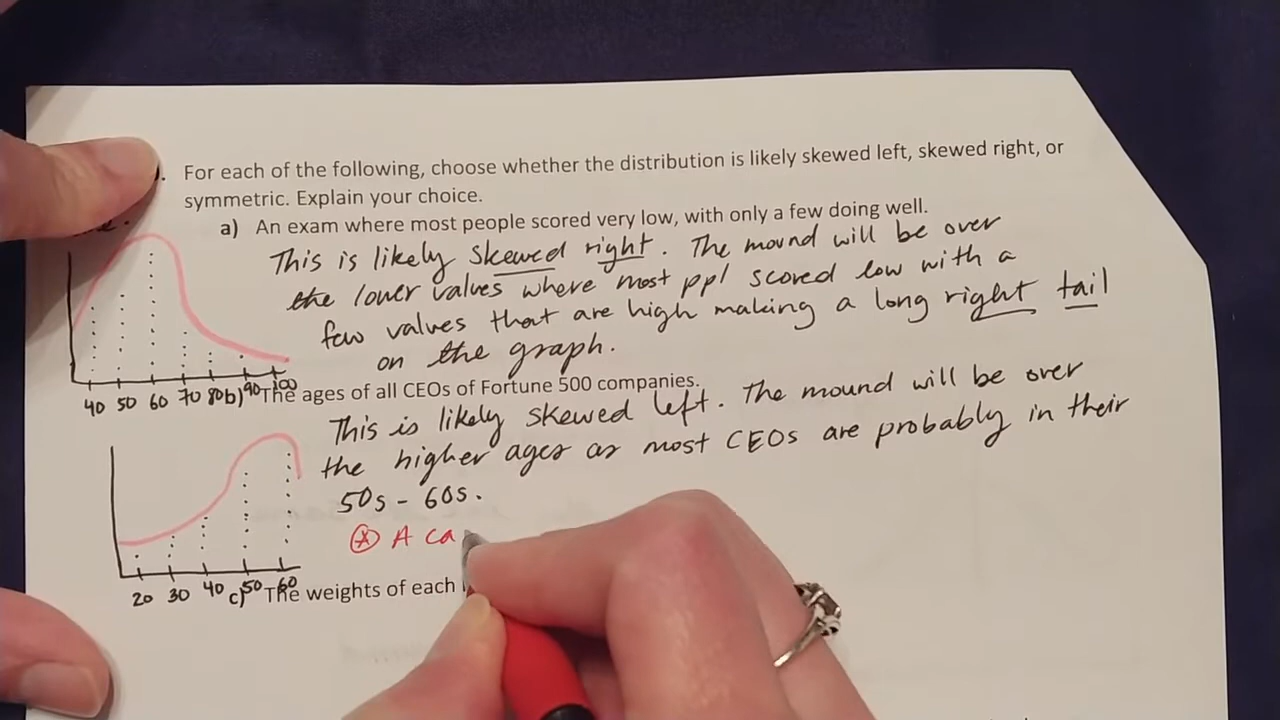 For each of the following, choose whether the distribution is likely skewed left, skewed right, or
symmetric. Explain your choice.
a) An exam where most people scored very low, with only a few doing well.
This is likely skewed right. The mound will be over
the lower values where most ppl scored low with a
few values that are high making a long right tail
on the graph.
40 50 60 70 80 90 100
b) The ages of all CEOs of Fortune 500 companies.
This is likely skewed left. The mound will be over
the higher ages as most CEOs are probably in their
50s - 60s.
A ca
20 30 40 50 60
c) The weights of each